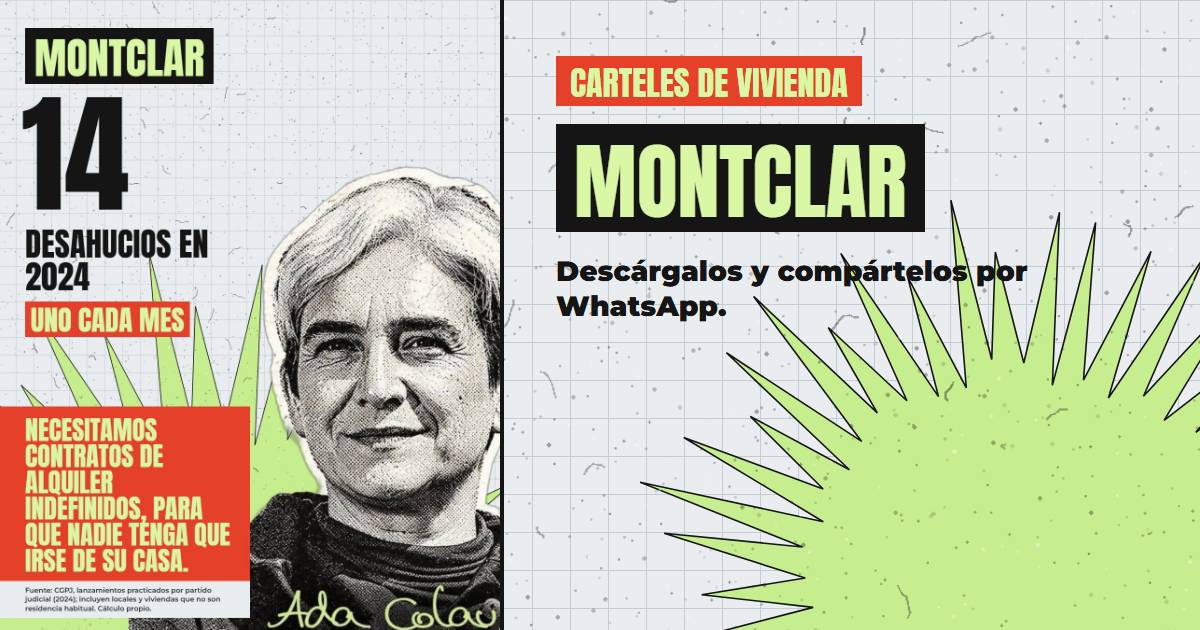 MONTCLAR
14
DESAHUCIOS EN
2024
UNO CADA MES
NECESITAMOS
CONTRATOS DE
ALQUILER
INDEFINIDOS, PARA
QUE NADIE TENGA QUE
IRSE DE SU CASA.
Fuente: CGPJ, lanzamientos practicados por partido
judicial (2024); incluyen locales y viviendas que no son
residencia habitual. Cálculo propio.
Ada Colau
CARTELES DE VIVIENDA
MONTCLAR
Descárgalos y compártelos por
WhatsApp.